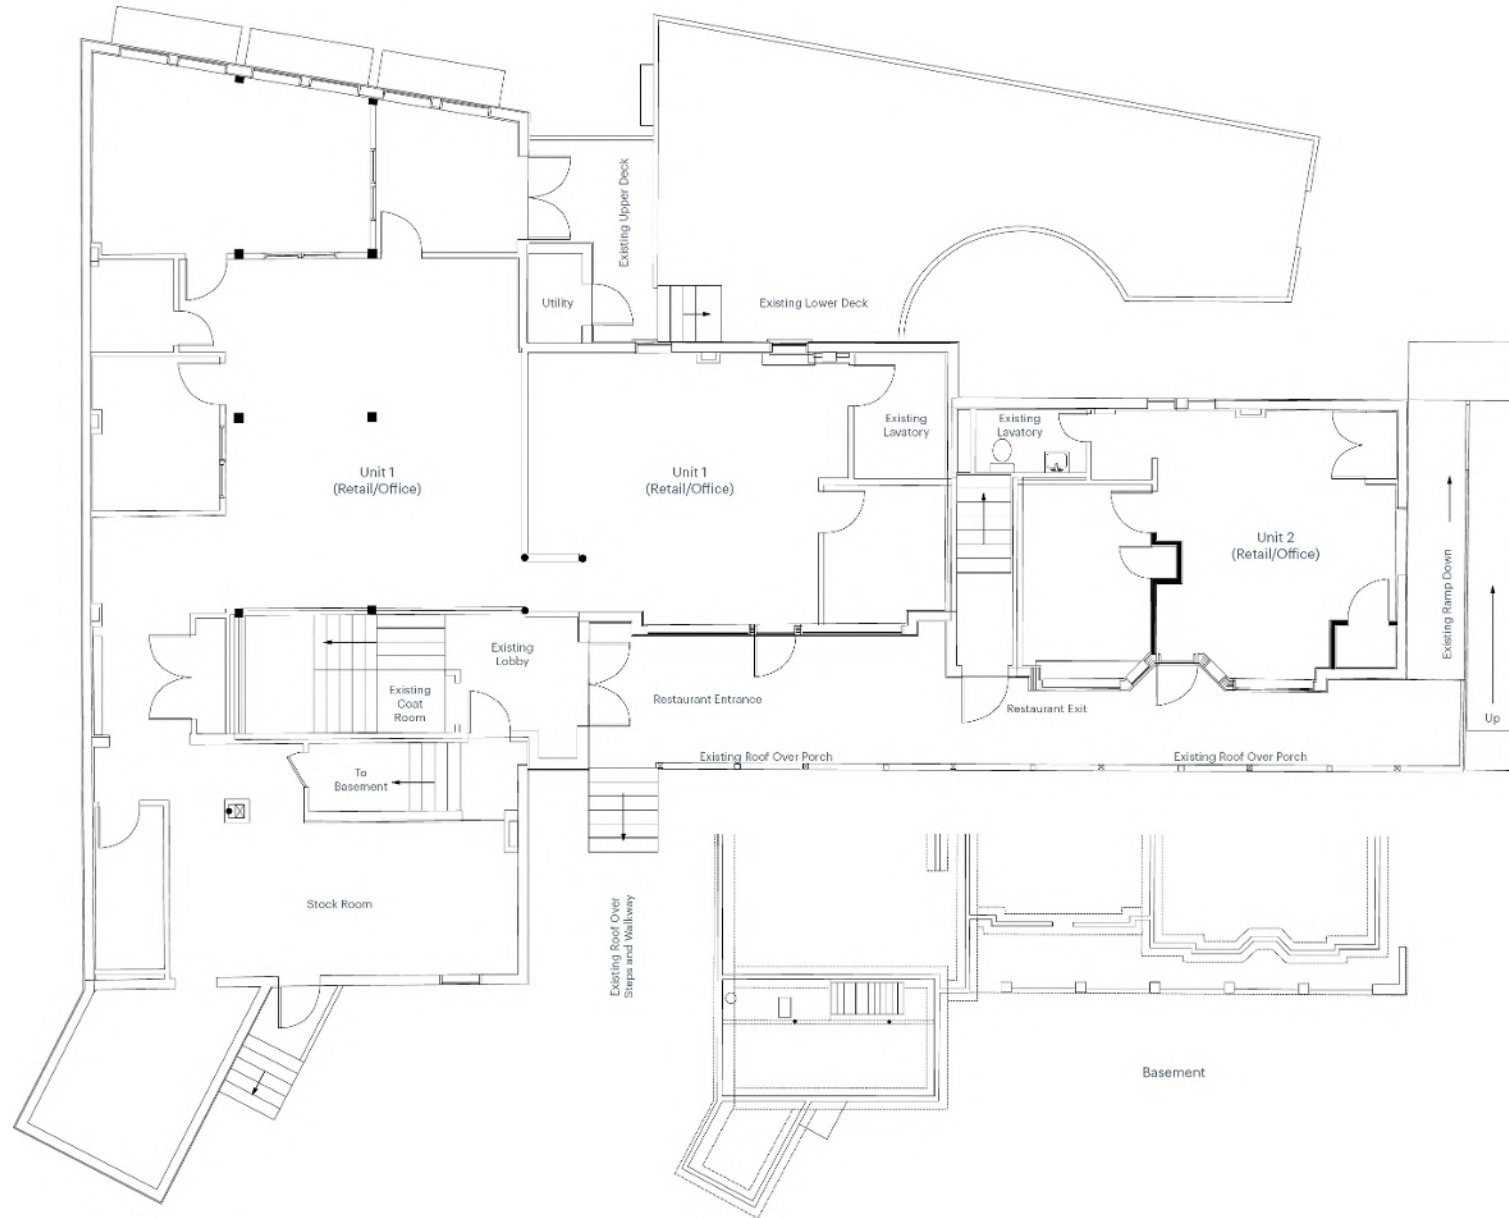 Existing Upper Deck
Utility
Existing Lower Deck
Existing
Lavatory
Existing
Lavatory
Unit 1
(Retail/Office)
Unit 1
(Retail/Office)
Unit 2
(Retail/Office)
Existing Ramp Down
Up
Existing
Lobby
Existing
Coat
Room
Restaurant Entrance
Restaurant Exit
Existing Roof Over Porch
Existing Roof Over Porch
To
Basement
Stock Room
Existing Roof Over
Steps and Walkway
Basement